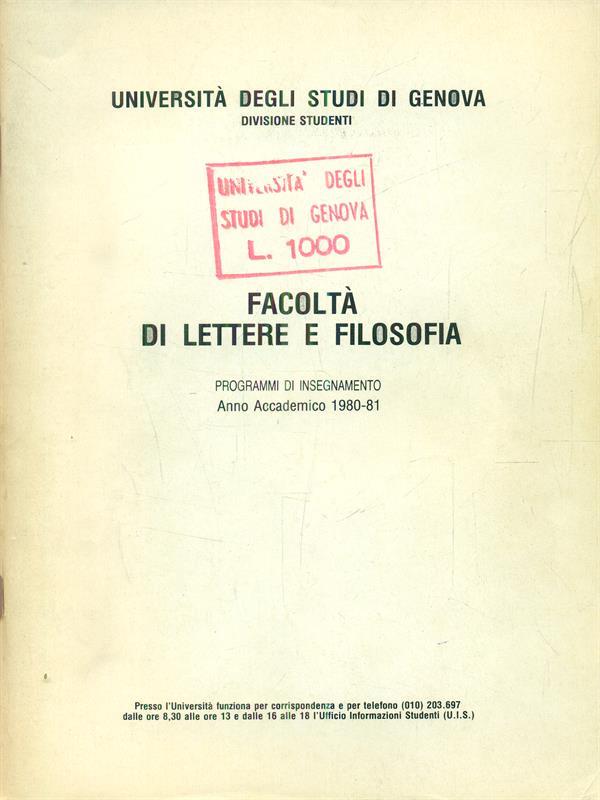 UNIVERSITÀ DEGLI STUDI DI GENOVA
DIVISIONE STUDENTI
UNIVERSITA' DEGLI
STUDI DI GENOVA
L. 1000
FACOLTÀ
DI LETTERE E FILOSOFIA
PROGRAMMI DI INSEGNAMENTO
Anno Accademico 1980-81
Presso l'Università funziona per corrispondenza e per telefono (010) 203.697
dalle ore 8,30 alle ore 13 e dalle 16 alle 18 l'Ufficio Informazioni Studenti (U.I.S.)